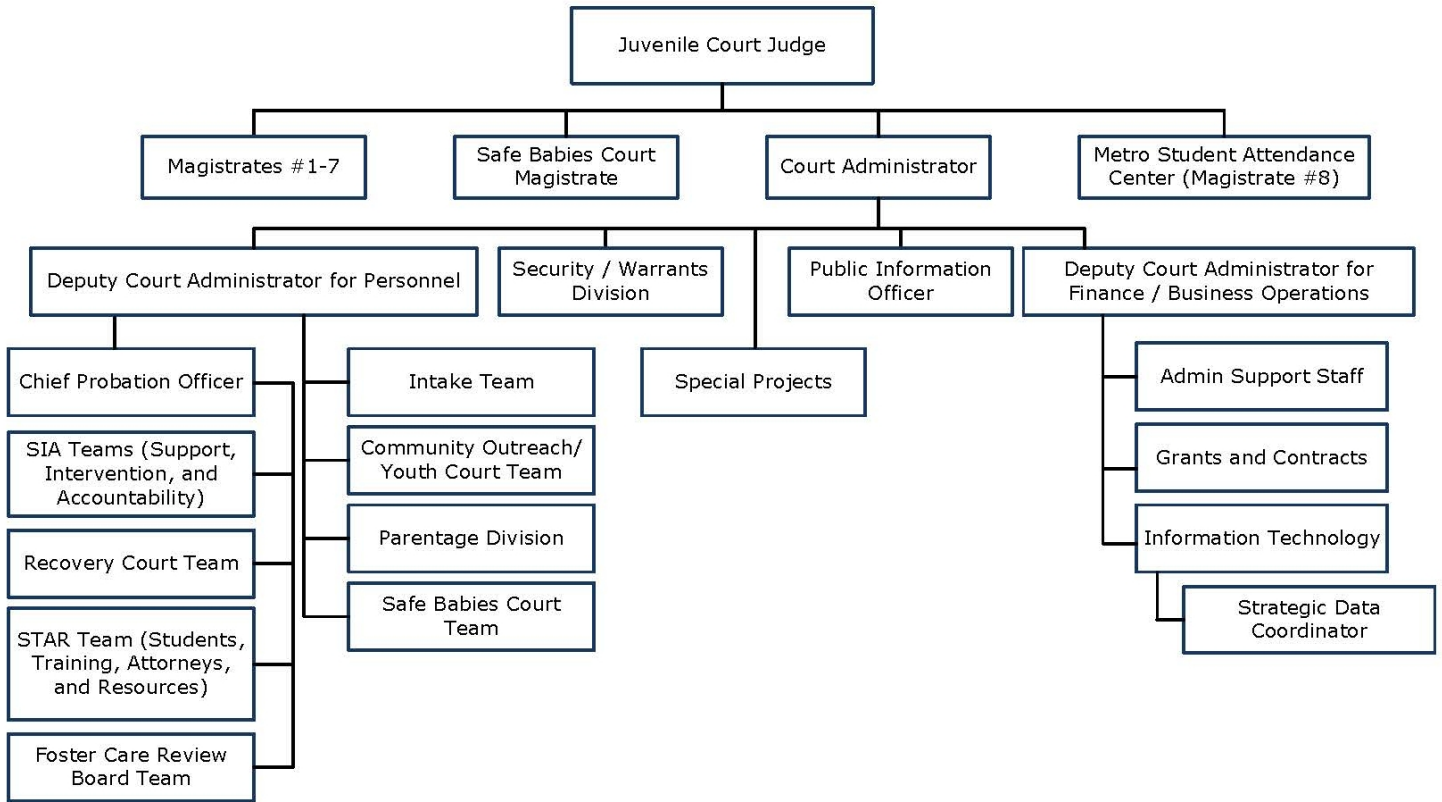 Juvenile Court Judge
Magistrates #1-7
Safe Babies Court
Magistrate
Court Administrator
Metro Student Attendance
Center (Magistrate #8)
Deputy Court Administrator for Personnel
Security / Warrants
Division
Public Information
Officer
Deputy Court Administrator for
Finance / Business Operations
Chief Probation Officer
Intake Team
Special Projects
Admin Support Staff
SIA Teams (Support,
Intervention, and
Accountability)
Community Outreach/
Youth Court Team
Grants and Contracts
Recovery Court Team
Parentage Division
Information Technology
STAR Team (Students,
Training, Attorneys,
and Resources)
Safe Babies Court
Team
Strategic Data
Coordinator
Foster Care Review
Board Team